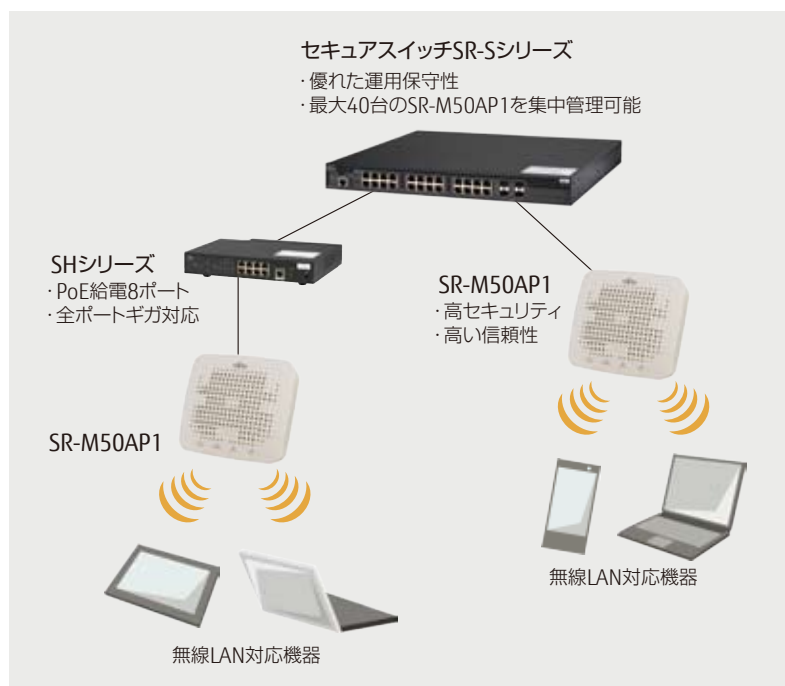 セキュアスイッチSR-Sシリーズ
・優れた運用保守性
・最大40台のSR-M50AP1を集中管理可能
SHシリーズ
・PoE給電8ポート
・全ポートギガ対応
SR-M50AP1
・高セキュリティ
・高い信頼性
SR-M50AP1
無線LAN対応機器
無線LAN対応機器